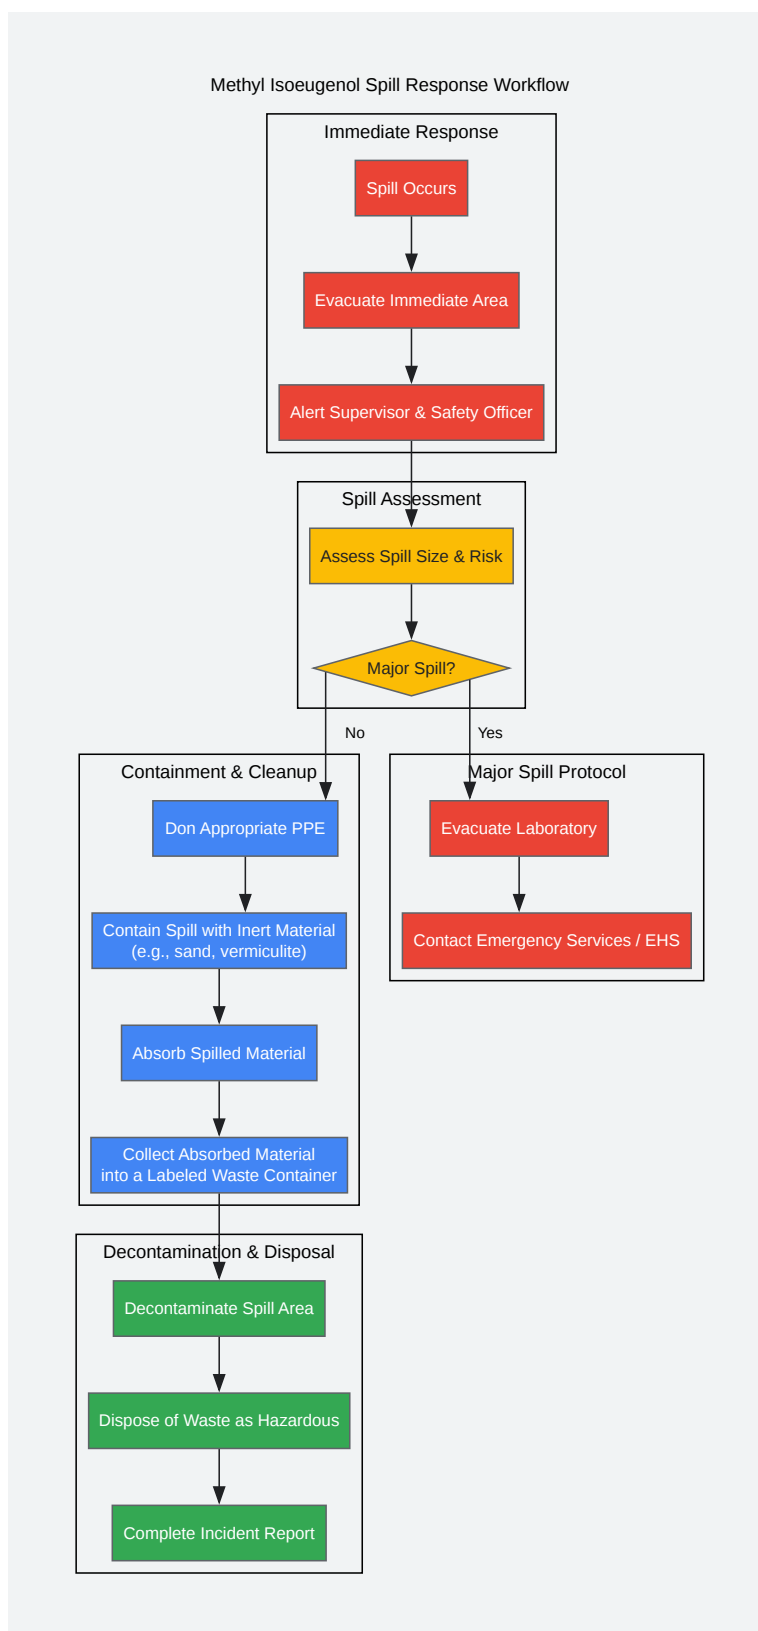 Methyl Isoeugenol Spill Response Workflow
Immediate Response
Spill Occurs
Evacuate Immediate Area
Alert Supervisor & Safety Officer
Spill Assessment
Assess Spill Size & Risk
Major Spill?
No
Yes
Containment & Cleanup
Don Appropriate PPE
Contain Spill with Inert Material
(e.g., sand, vermiculite)
Absorb Spilled Material
Collect Absorbed Material
into a Labeled Waste Container
Major Spill Protocol
Evacuate Laboratory
Contact Emergency Services / EHS
Decontamination & Disposal
Decontaminate Spill Area
Dispose of Waste as Hazardous
Complete Incident Report